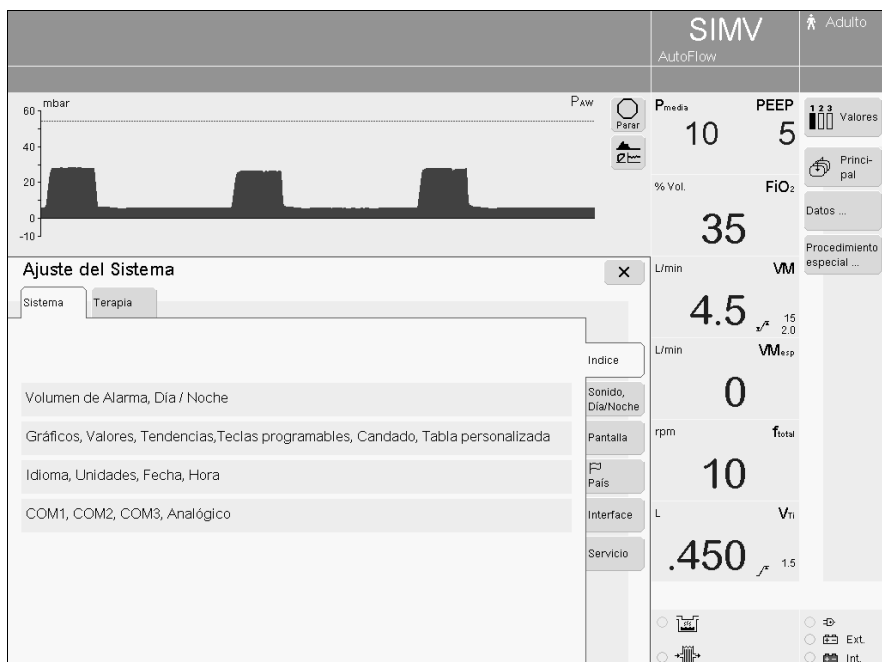 SIMV
AutoFlow
Adulto
mbar
PAW
60
40
20
0
-10
Parar
Pmedia
PEEP
10
5
% Vol.
FiO2
35
L/min
VM
4.5
15
2.0
L/min
VMesp
0
rpm
ftotal
10
L
VTi
.450
1.5
1 2 3
Valores
Princi-
pal
Datos ...
Procedimiento
especial ...
Ext.
Int.
Ajuste del Sistema
Sistema
Terapia
Volumen de Alarma, Día / Noche
Gráficos, Valores, Tendencias,Teclas programables, Candado, Tabla personalizada
Idioma, Unidades, Fecha, Hora
COM1, COM2, COM3, Analógico
Indice
Sonido,
Día/Noche
Pantalla
País
Interface
Servicio